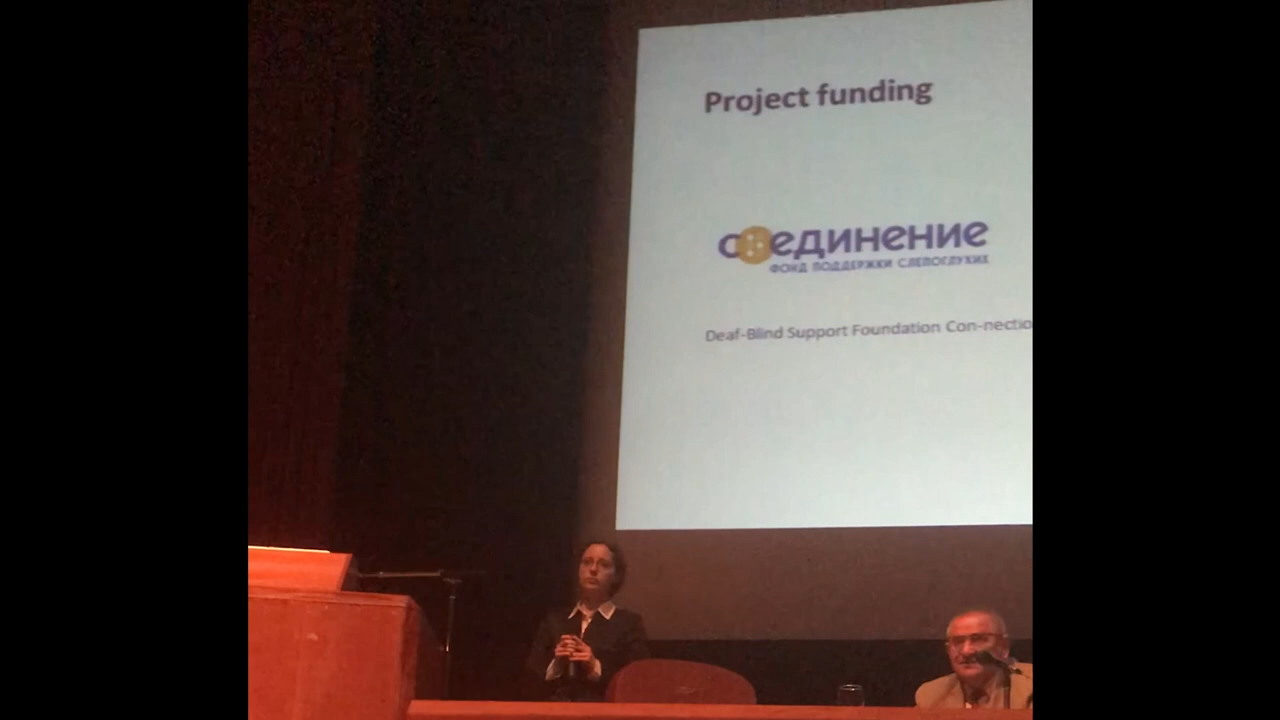 Project funding
соединение
ФОНД ПОДДЕРЖКИ СЛЕПОГЛУХИХ
Deaf-Blind Support Foundation Con-nectio